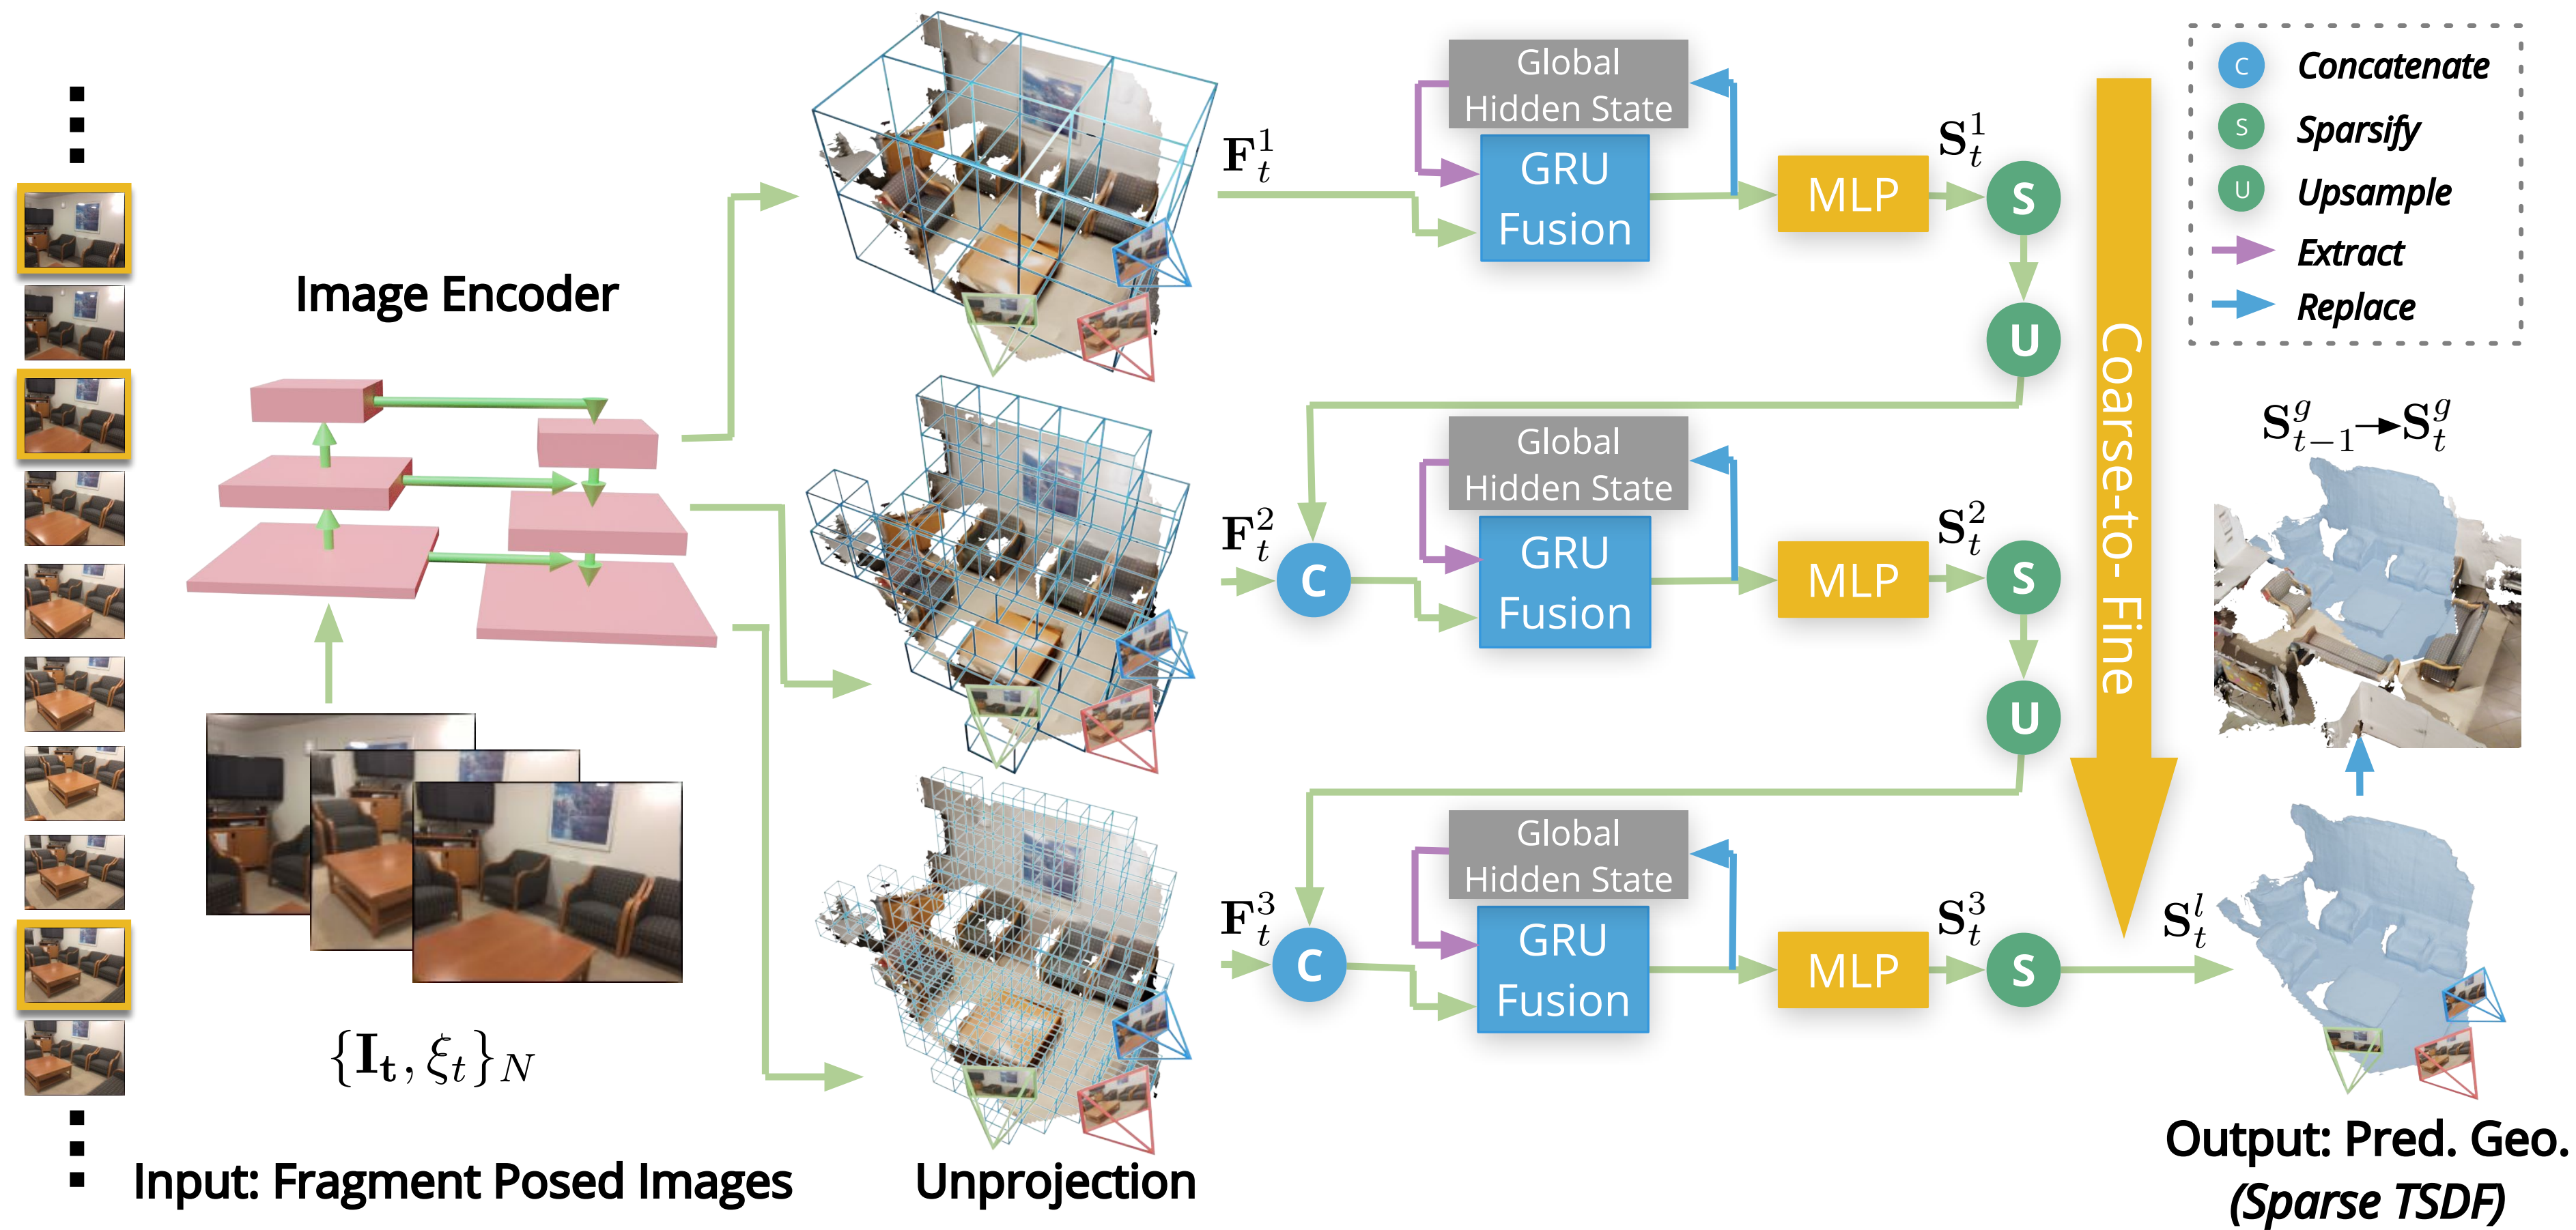 Image Encoder
{I_t, ξ_t}_N
Input: Fragment Posed Images
Unprojection
F_t^1
Global
Hidden State
GRU
Fusion
MLP
S_t^1
S
U
F_t^2
C
Global
Hidden State
GRU
Fusion
MLP
S_t^2
S
U
F_t^3
C
Global
Hidden State
GRU
Fusion
MLP
S_t^3
S
Coarse-to- Fine
C Concatenate
S Sparsify
U Upsample
Extract
Replace
S_{t-1}^g → S_t^g
S_t^l
Output: Pred. Geo.
(Sparse TSDF)